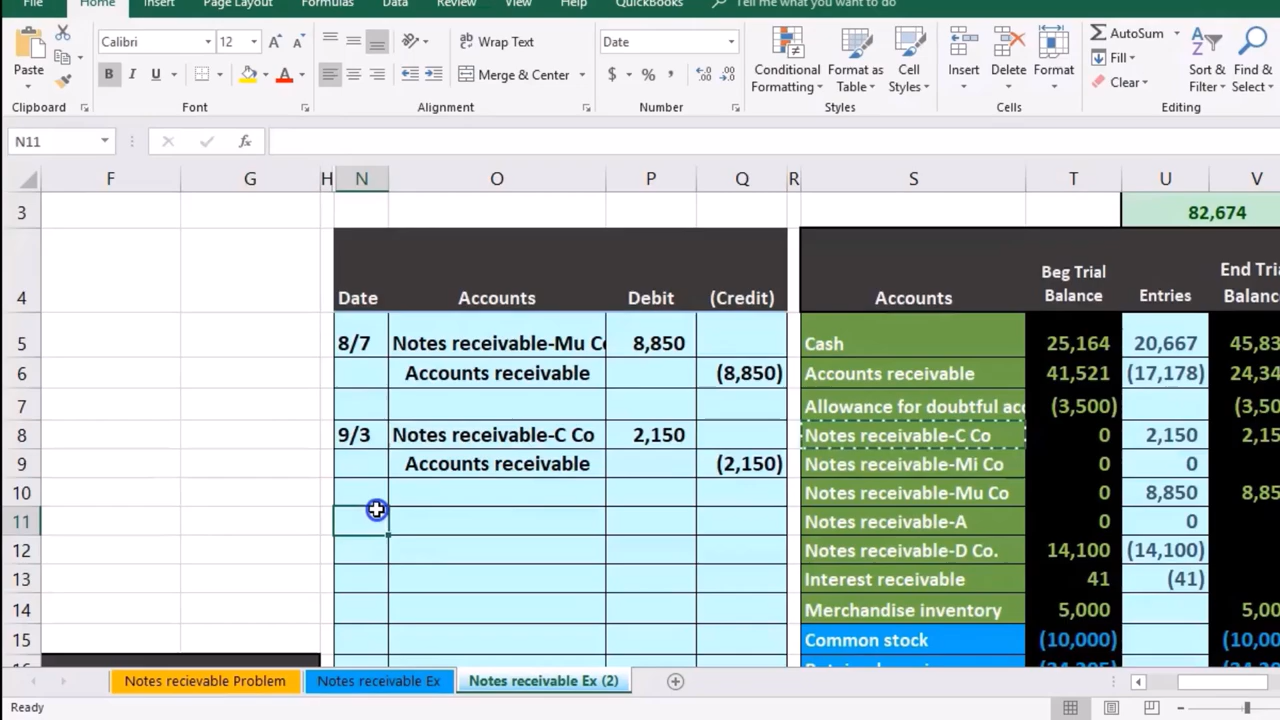 File Home Insert Page Layout Formulas Data Review View Help QuickBooks Tell me what you want to do
Paste
Clipboard
Calibri 12
B I U
Font
Wrap Text
Merge & Center
Alignment
Date
$ % ,
Number
Conditional Formatting
Format as Table
Cell Styles
Styles
Insert Delete Format
Cells
AutoSum
Fill
Clear
Sort & Filter
Find & Select
Editing
N11 fx
F G H N O P Q R S T U V
3 82,674
4 Date Accounts Debit (Credit) Accounts Beg Trial Balance Entries End Tri Balanc
5 8/7 Notes receivable-Mu Co 8,850 Cash 25,164 20,667 45,83
6 Accounts receivable (8,850) Accounts receivable 41,521 (17,178) 24,34
7 Allowance for doubtful acc (3,500) (3,50
8 9/3 Notes receivable-C Co 2,150 Notes receivable-C Co 0 2,150 2,15
9 Accounts receivable (2,150) Notes receivable-Mi Co 0 0
10 Notes receivable-Mu Co 0 8,850 8,85
11 Notes receivable-A 0 0
12 Notes receivable-D Co. 14,100 (14,100)
13 Interest receivable 41 (41)
14 Merchandise inventory 5,000 5,00
15 Common stock (10,000) (10,00
Notes recievable Problem Notes receivable Ex Notes receivable Ex (2)
Ready